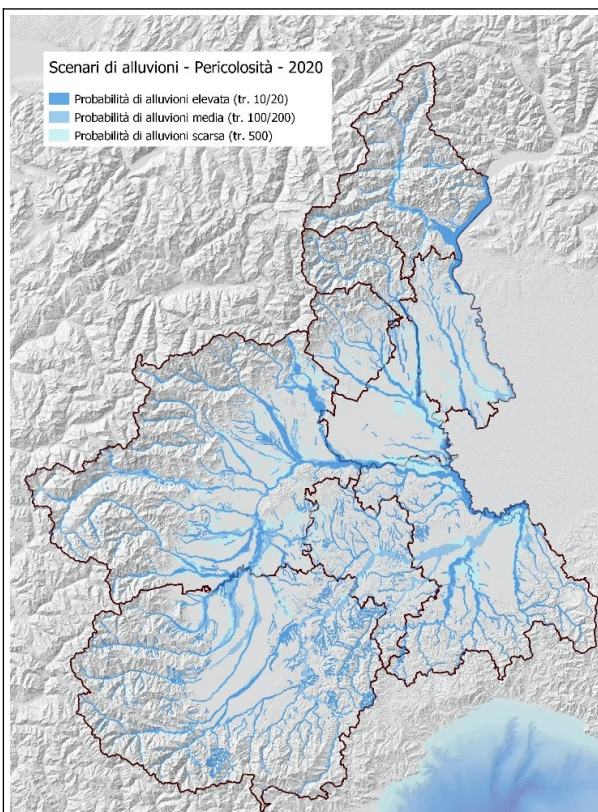 Scenari di alluvioni - Pericolosità - 2020
Probabilità di alluvioni elevata (tr. 10/20)
Probabilità di alluvioni media (tr. 100/200)
Probabilità di alluvioni scarsa (tr. 500)